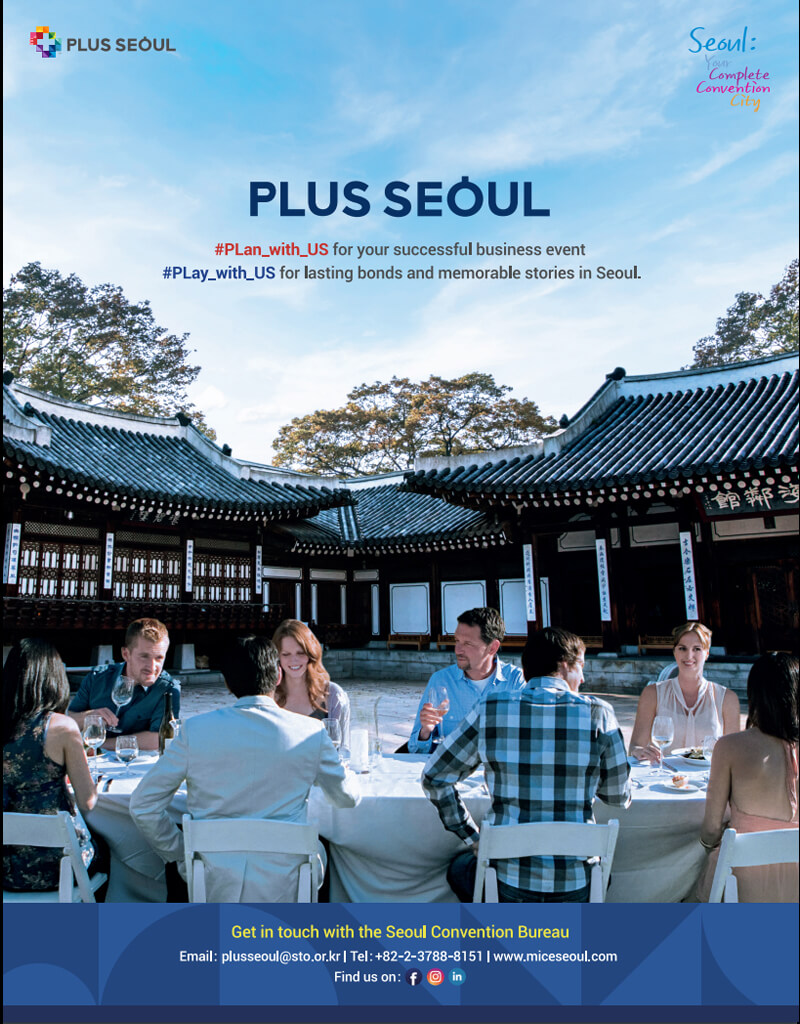 PLUS SEOUL
Seoul:
Your
Complete
Convention
City
PLUS SEOUL
#PLan_with_US for your successful business event
#PLay_with_US for lasting bonds and memorable stories in Seoul.
Get in touch with the Seoul Convention Bureau
Email: plusseoul@sto.or.kr | Tel: +82-2-3788-8151 | www.miceseoul.com
Find us on: